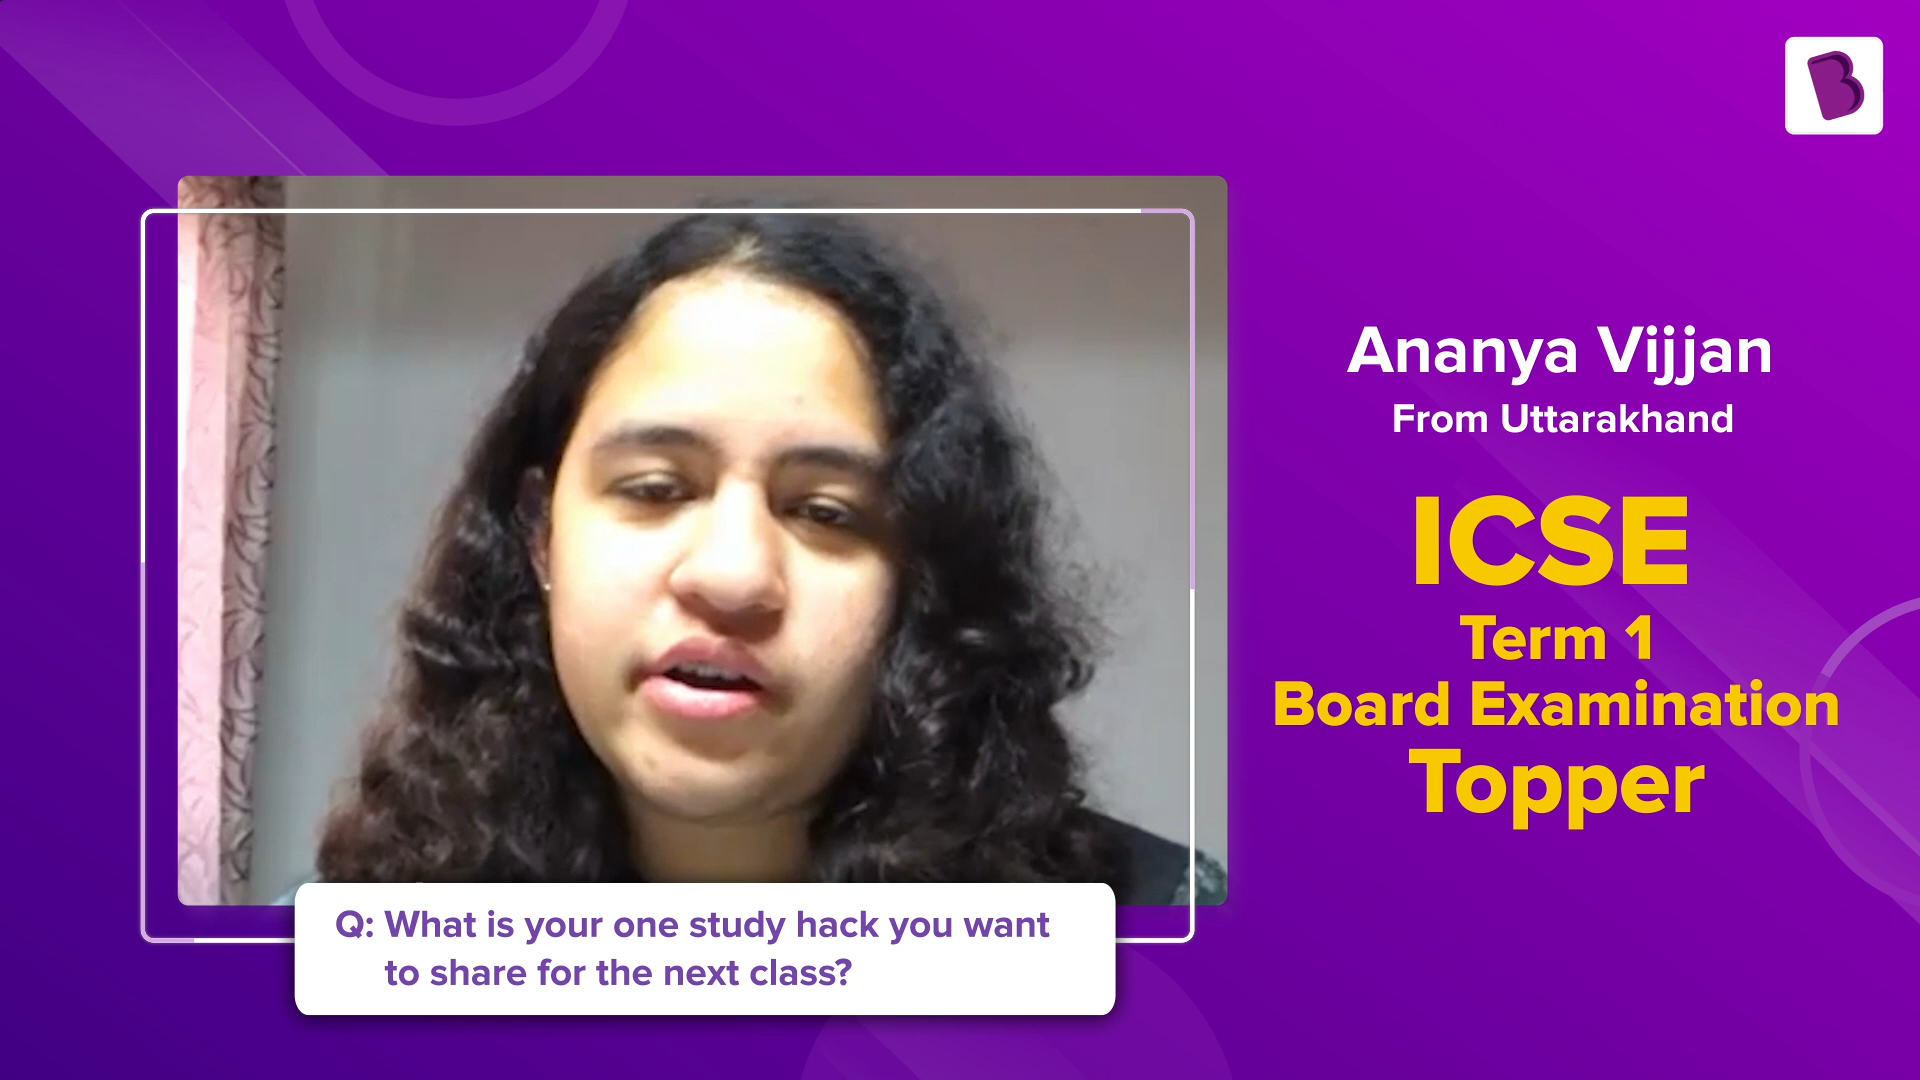 Ananya Vijjan
From Uttarakhand
ICSE
Term 1
Board Examination
Topper
Q: What is your one study hack you want
to share for the next class?
B